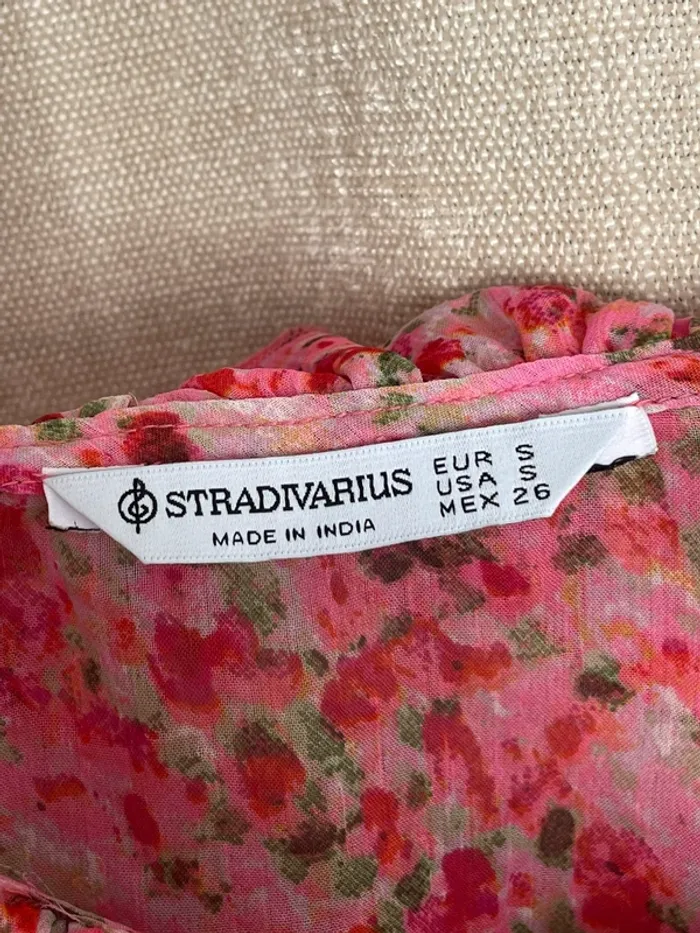 STRADIVARIUS
MADE IN INDIA
EUR S
USA S
MEX 26